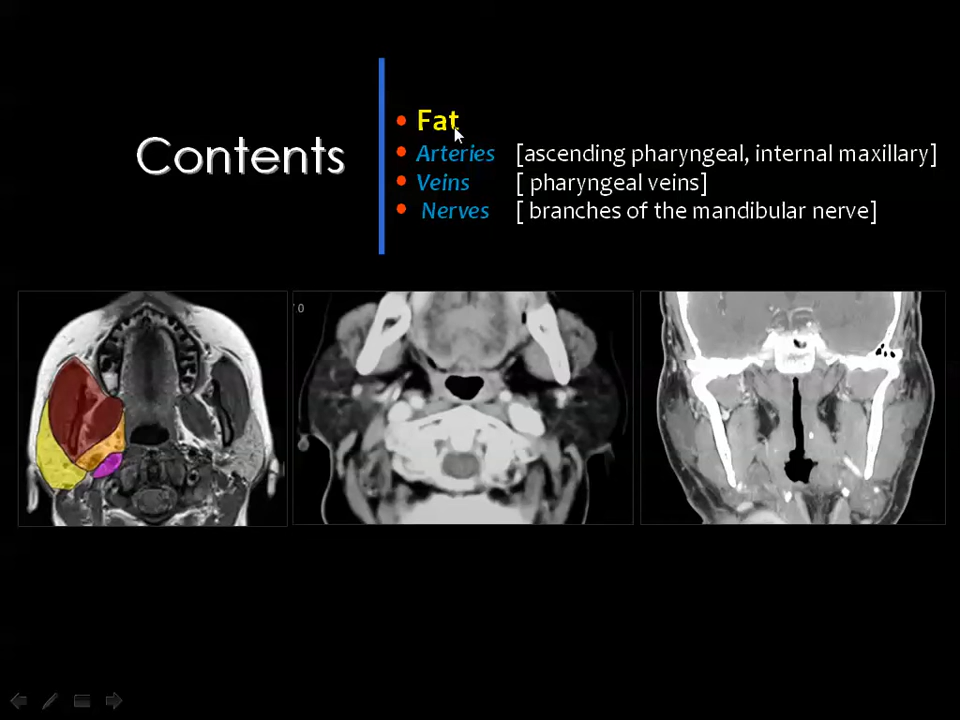 Contents
• Fat
• Arteries [ascending pharyngeal, internal maxillary]
• Veins [ pharyngeal veins]
• Nerves [ branches of the mandibular nerve]